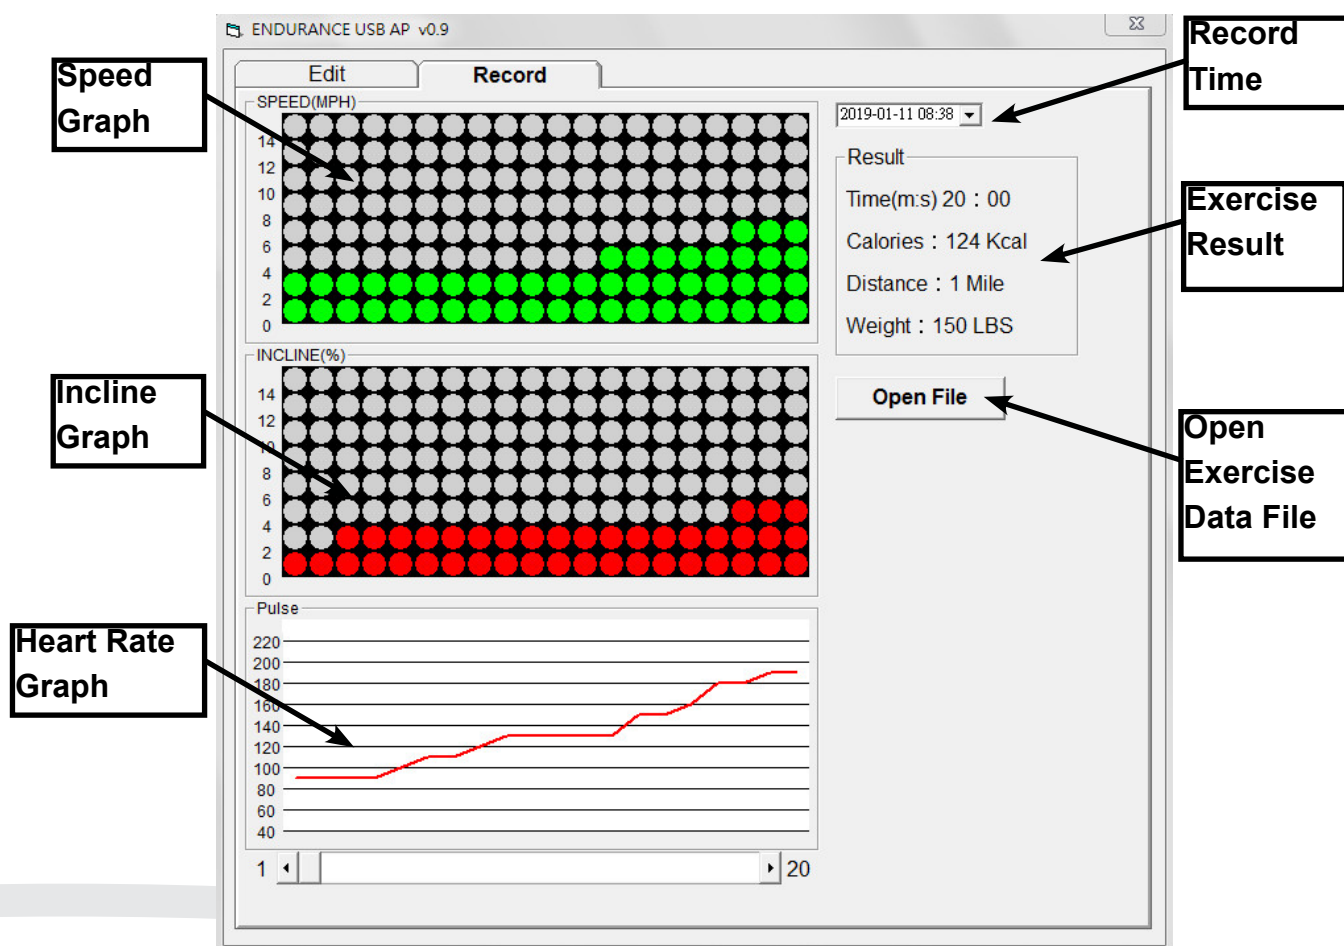 ENDURANCE USB AP v0.9
Edit
Record
Speed
Graph
SPEED(MPH)
14
12
10
8
6
4
2
0
2019-01-11 08:38
Record
Time
Result
Time(m:s) 20 : 00
Calories : 124 Kcal
Distance : 1 Mile
Weight : 150 LBS
Exercise
Result
Incline
Graph
INCLINE(%)
14
12
10
8
6
4
2
0
Open File
Open
Exercise
Data File
Heart Rate
Graph
Pulse
220
200
180
160
140
120
100
80
60
40
1
20